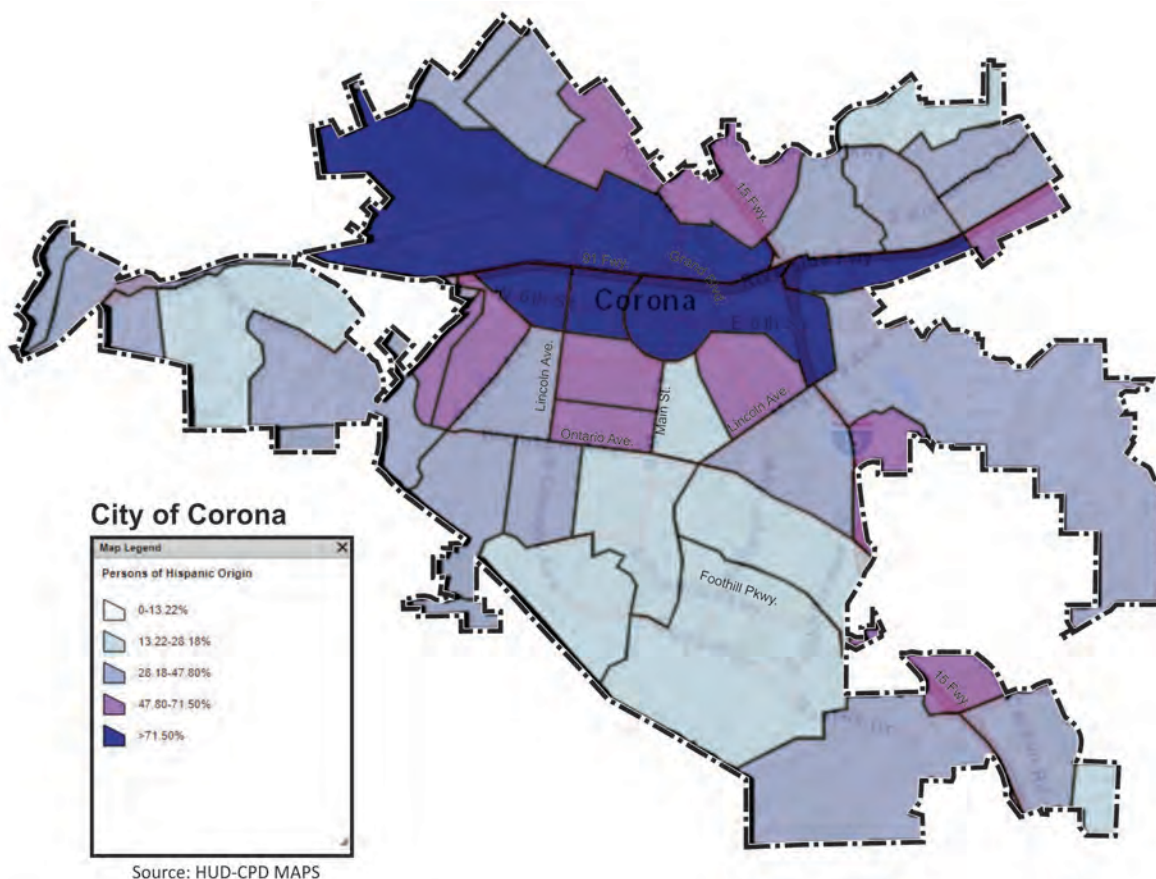 15 Fwy.
91 Fwy.
Grand Blvd.
W 6th St
Corona
E 6th St
Lincoln Ave.
Main St.
Lincoln Ave.
Ontario Ave.
Foothill Pkwy.
15 Fwy
City of Corona
Map Legend
Persons of Hispanic Origin
0-13.22%
13.22-28.18%
28.18-47.80%
47.80-71.50%
>71.50%
Source: HUD-CPD MAPS